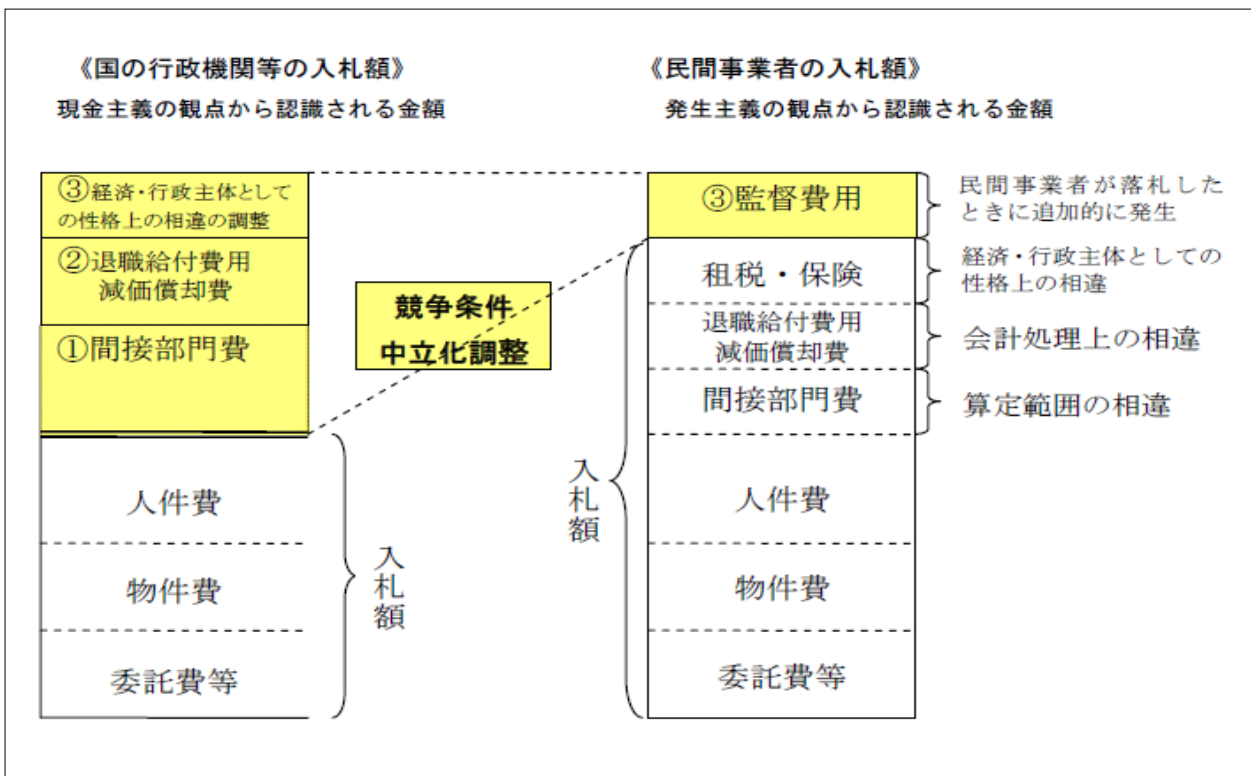 《国の行政機関等の入札額》
現金主義の観点から認識される金額
《民間事業者の入札額》
発生主義の観点から認識される金額
③経済・行政主体として
の性格上の相違の調整
②退職給付費用
減価償却費
①間接部門費
人件費
物件費
委託費等
入札額
競争条件
中立化調整
③監督費用
租税・保険
退職給付費用
減価償却費
間接部門費
人件費
物件費
委託費等
入札額
民間事業者が落札した
ときに追加的に発生
経済・行政主体としての
性格上の相違
会計処理上の相違
算定範囲の相違